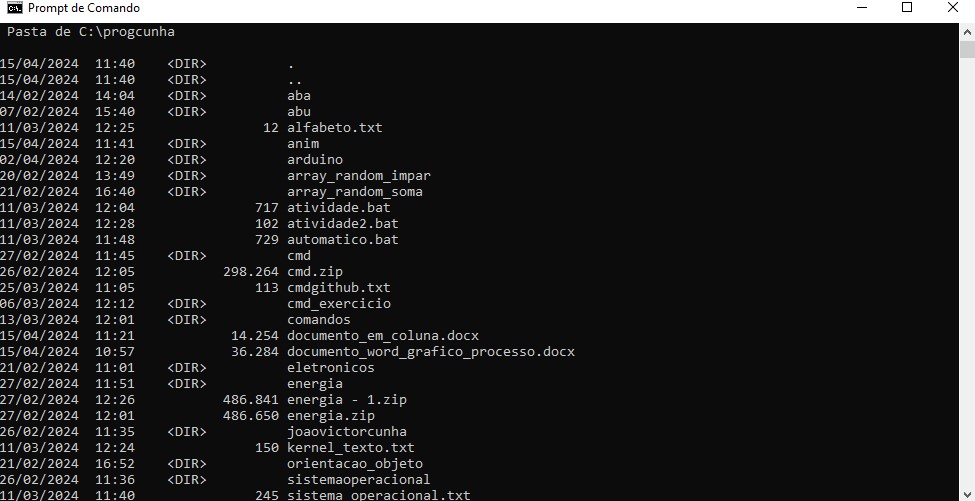 Prompt de Comando
Pasta de C:\progcunha
15/04/2024 11:40 <DIR> .
15/04/2024 11:40 <DIR> ..
14/02/2024 14:04 <DIR> aba
07/02/2024 15:40 <DIR> abu
11/03/2024 12:25 12 alfabeto.txt
15/04/2024 11:41 <DIR> anim
02/04/2024 12:20 <DIR> arduino
20/02/2024 13:49 <DIR> array_random_impar
21/02/2024 16:40 <DIR> array_random_soma
11/03/2024 12:04 717 atividade.bat
11/03/2024 12:28 102 atividade2.bat
11/03/2024 11:48 729 automatico.bat
27/02/2024 11:45 <DIR> cmd
26/02/2024 12:05 298.264 cmd.zip
25/03/2024 11:05 113 cmdgithub.txt
06/03/2024 12:12 <DIR> cmd_exercicio
13/03/2024 12:01 <DIR> comandos
15/04/2024 11:21 14.254 documento_em_coluna.docx
15/04/2024 10:57 36.284 documento_word_grafico_processo.docx
21/02/2024 11:01 <DIR> eletronicos
27/02/2024 11:51 <DIR> energia
27/02/2024 12:26 486.841 energia - 1.zip
27/02/2024 12:01 486.650 energia.zip
26/02/2024 11:35 <DIR> joaovictorcunha
11/03/2024 12:24 150 kernel_texto.txt
21/02/2024 16:52 <DIR> orientacao_objeto
26/02/2024 11:36 <DIR> sistemaoperacional
11/03/2024 11:40 245 sistema_operacional.txt